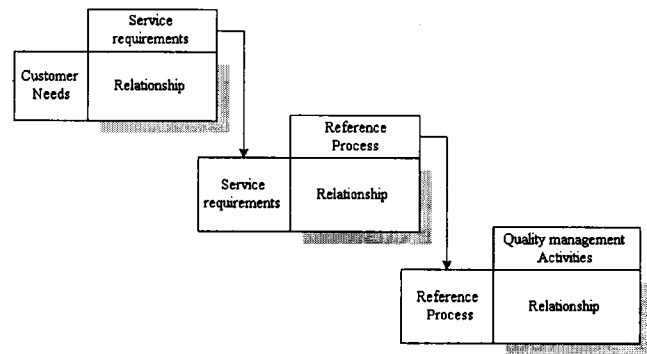 Service
requirements
Customer
Needs
Relationship
Reference
Process
Service
requirements
Relationship
Quality management
Activities
Reference
Process
Relationship